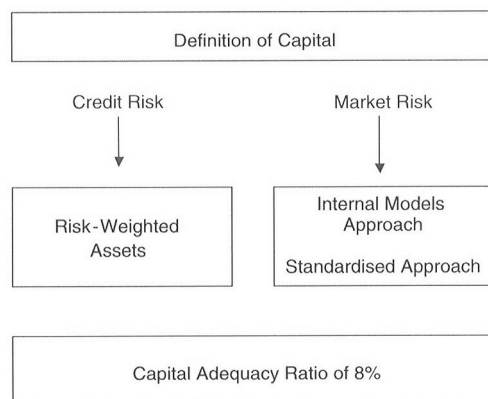 Definition of Capital
Credit Risk
Market Risk
Risk-Weighted
Assets
Internal Models
Approach
Standardised Approach
Capital Adequacy Ratio of 8%